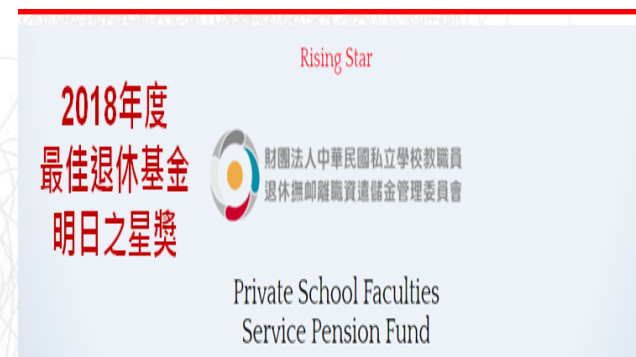 Rising Star
2018年度
最佳退休基金
明日之星獎
財團法人中華民國私立學校教職員
退休撫卹離職資遣儲金管理委員會
Private School Faculties
Service Pension Fund